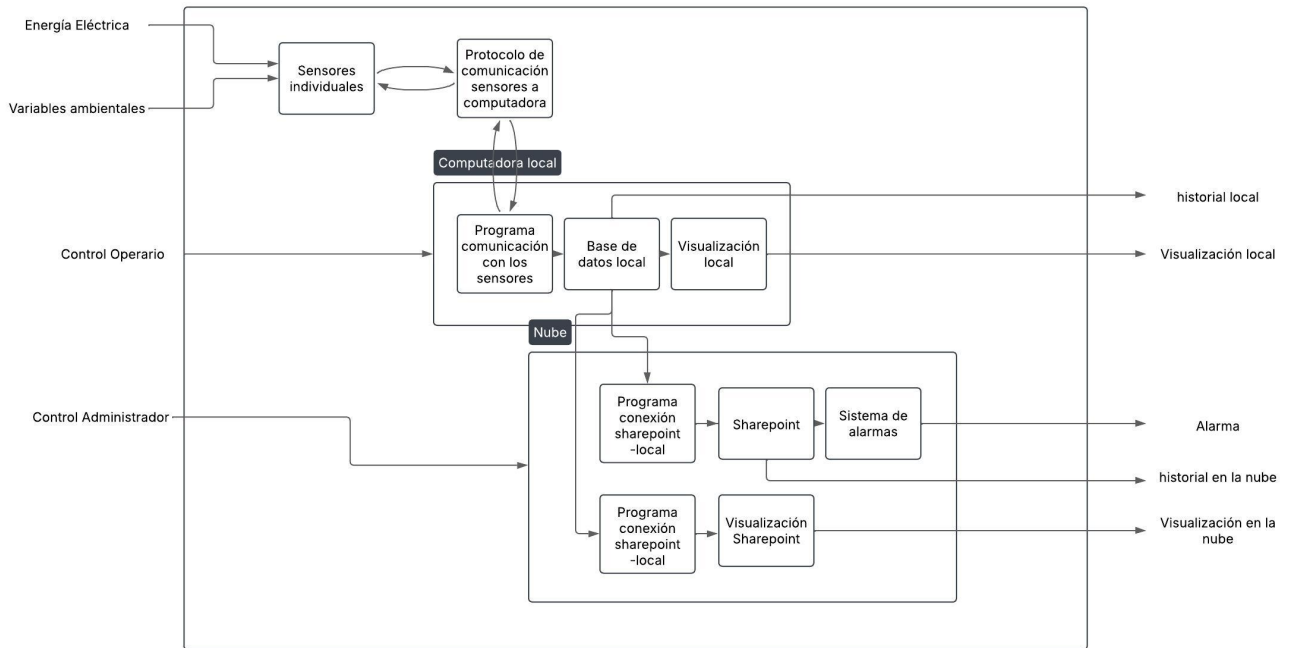 Energía Eléctrica
Variables ambientales
Sensores
individuales
Protocolo de
comunicación
sensores a
computadora
Computadora local
Control Operario
Programa
comunicación
con los
sensores
Base de
datos local
Visualización
local
historial local
Visualización local
Nube
Control Administrador
Programa
conexión
sharepoint
-local
Sharepoint
Sistema de
alarmas
Alarma
historial en la nube
Programa
conexión
sharepoint
-local
Visualización
Sharepoint
Visualización en la
nube